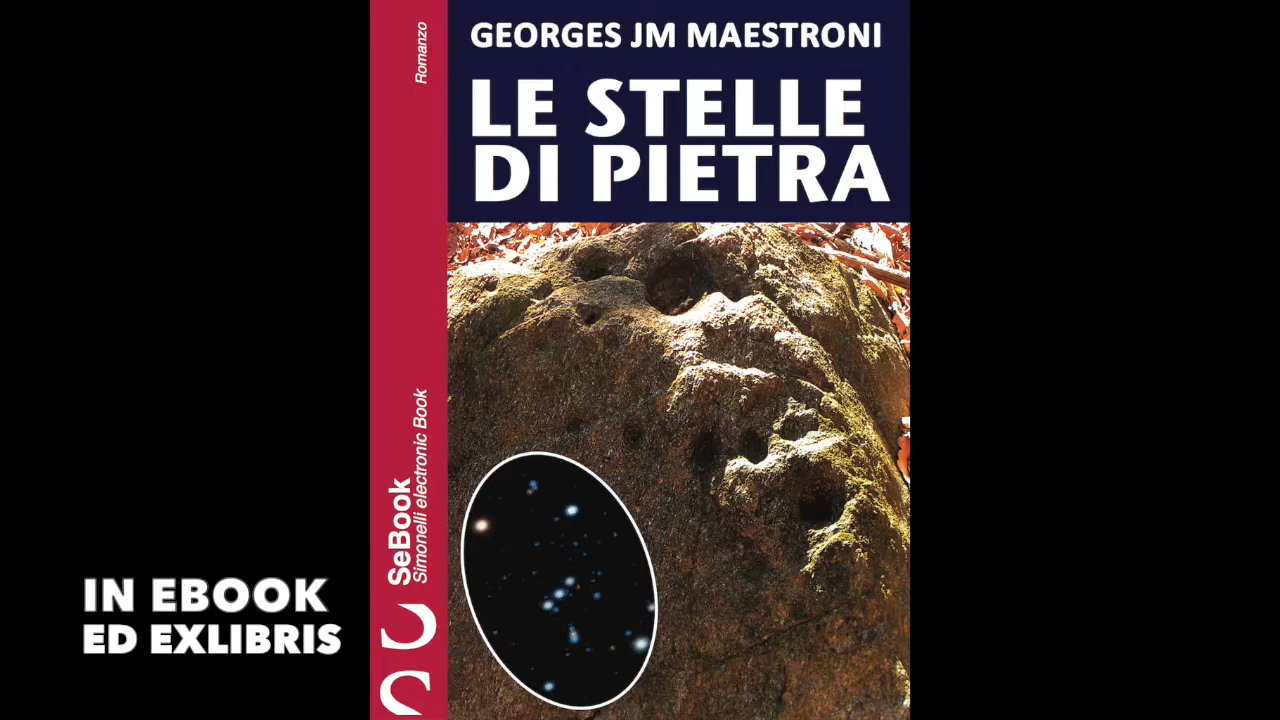 GEORGES JM MAESTRONI
LE STELLE
DI PIETRA
Romanzo
SeBook
Simonelli electronic Book
IN EBOOK
ED EXLIBRIS